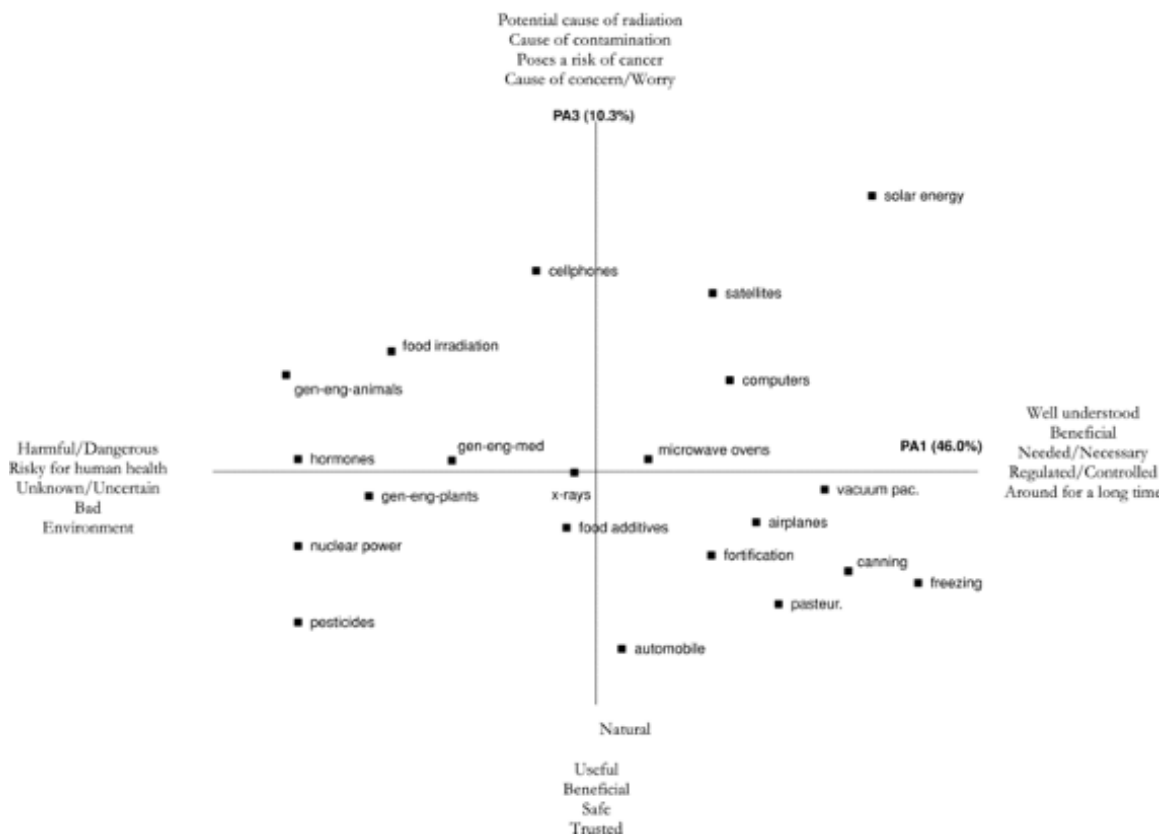 Potential cause of radiation
Cause of contamination
Poses a risk of cancer
Cause of concern/Worry
PA3 (10.3%)
solar energy
cellphones
satellites
food irradiation
gen-eng-animals
computers
Harmful/Dangerous
Risky for human health
Unknown/Uncertain
Bad
Environment
hormones
gen-eng-med
microwave ovens
PA1 (46.0%)
Well understood
Beneficial
Needed/Necessary
Regulated/Controlled
Around for a long time
gen-eng-plants
x-rays
vacuum pac.
food additives
airplanes
nuclear power
fortification
canning
freezing
pasteur.
pesticides
automobile
Natural
Useful
Beneficial
Safe
Trusted